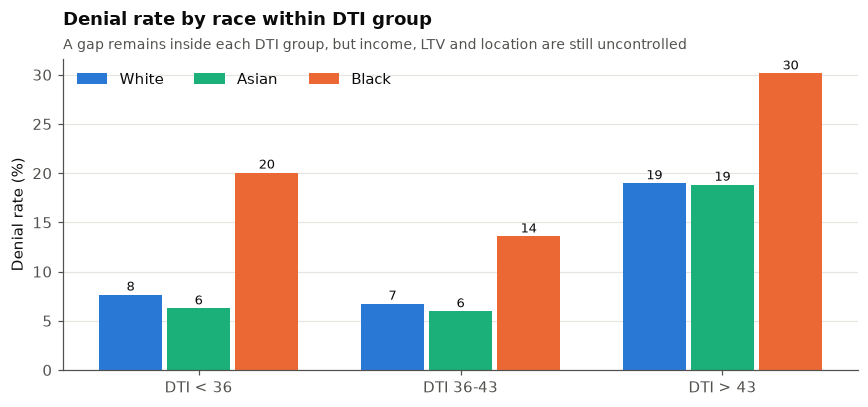 Denial rate by race within DTI group
A gap remains inside each DTI group, but income, LTV and location are still uncontrolled
White Asian Black
Denial rate (%)
30
25
20
15
10
5
0
8 6 20
7 6 14
19 19 30
DTI < 36 DTI 36-43 DTI > 43